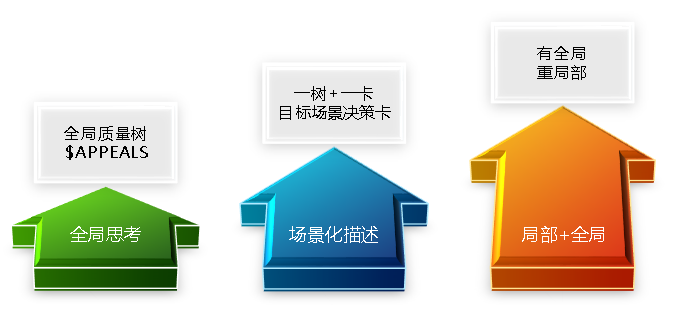 全局质量树
$APPEALS
全局思考
一树+一卡
目标场景决策卡
场景化描述
有全局
重局部
局部+全局